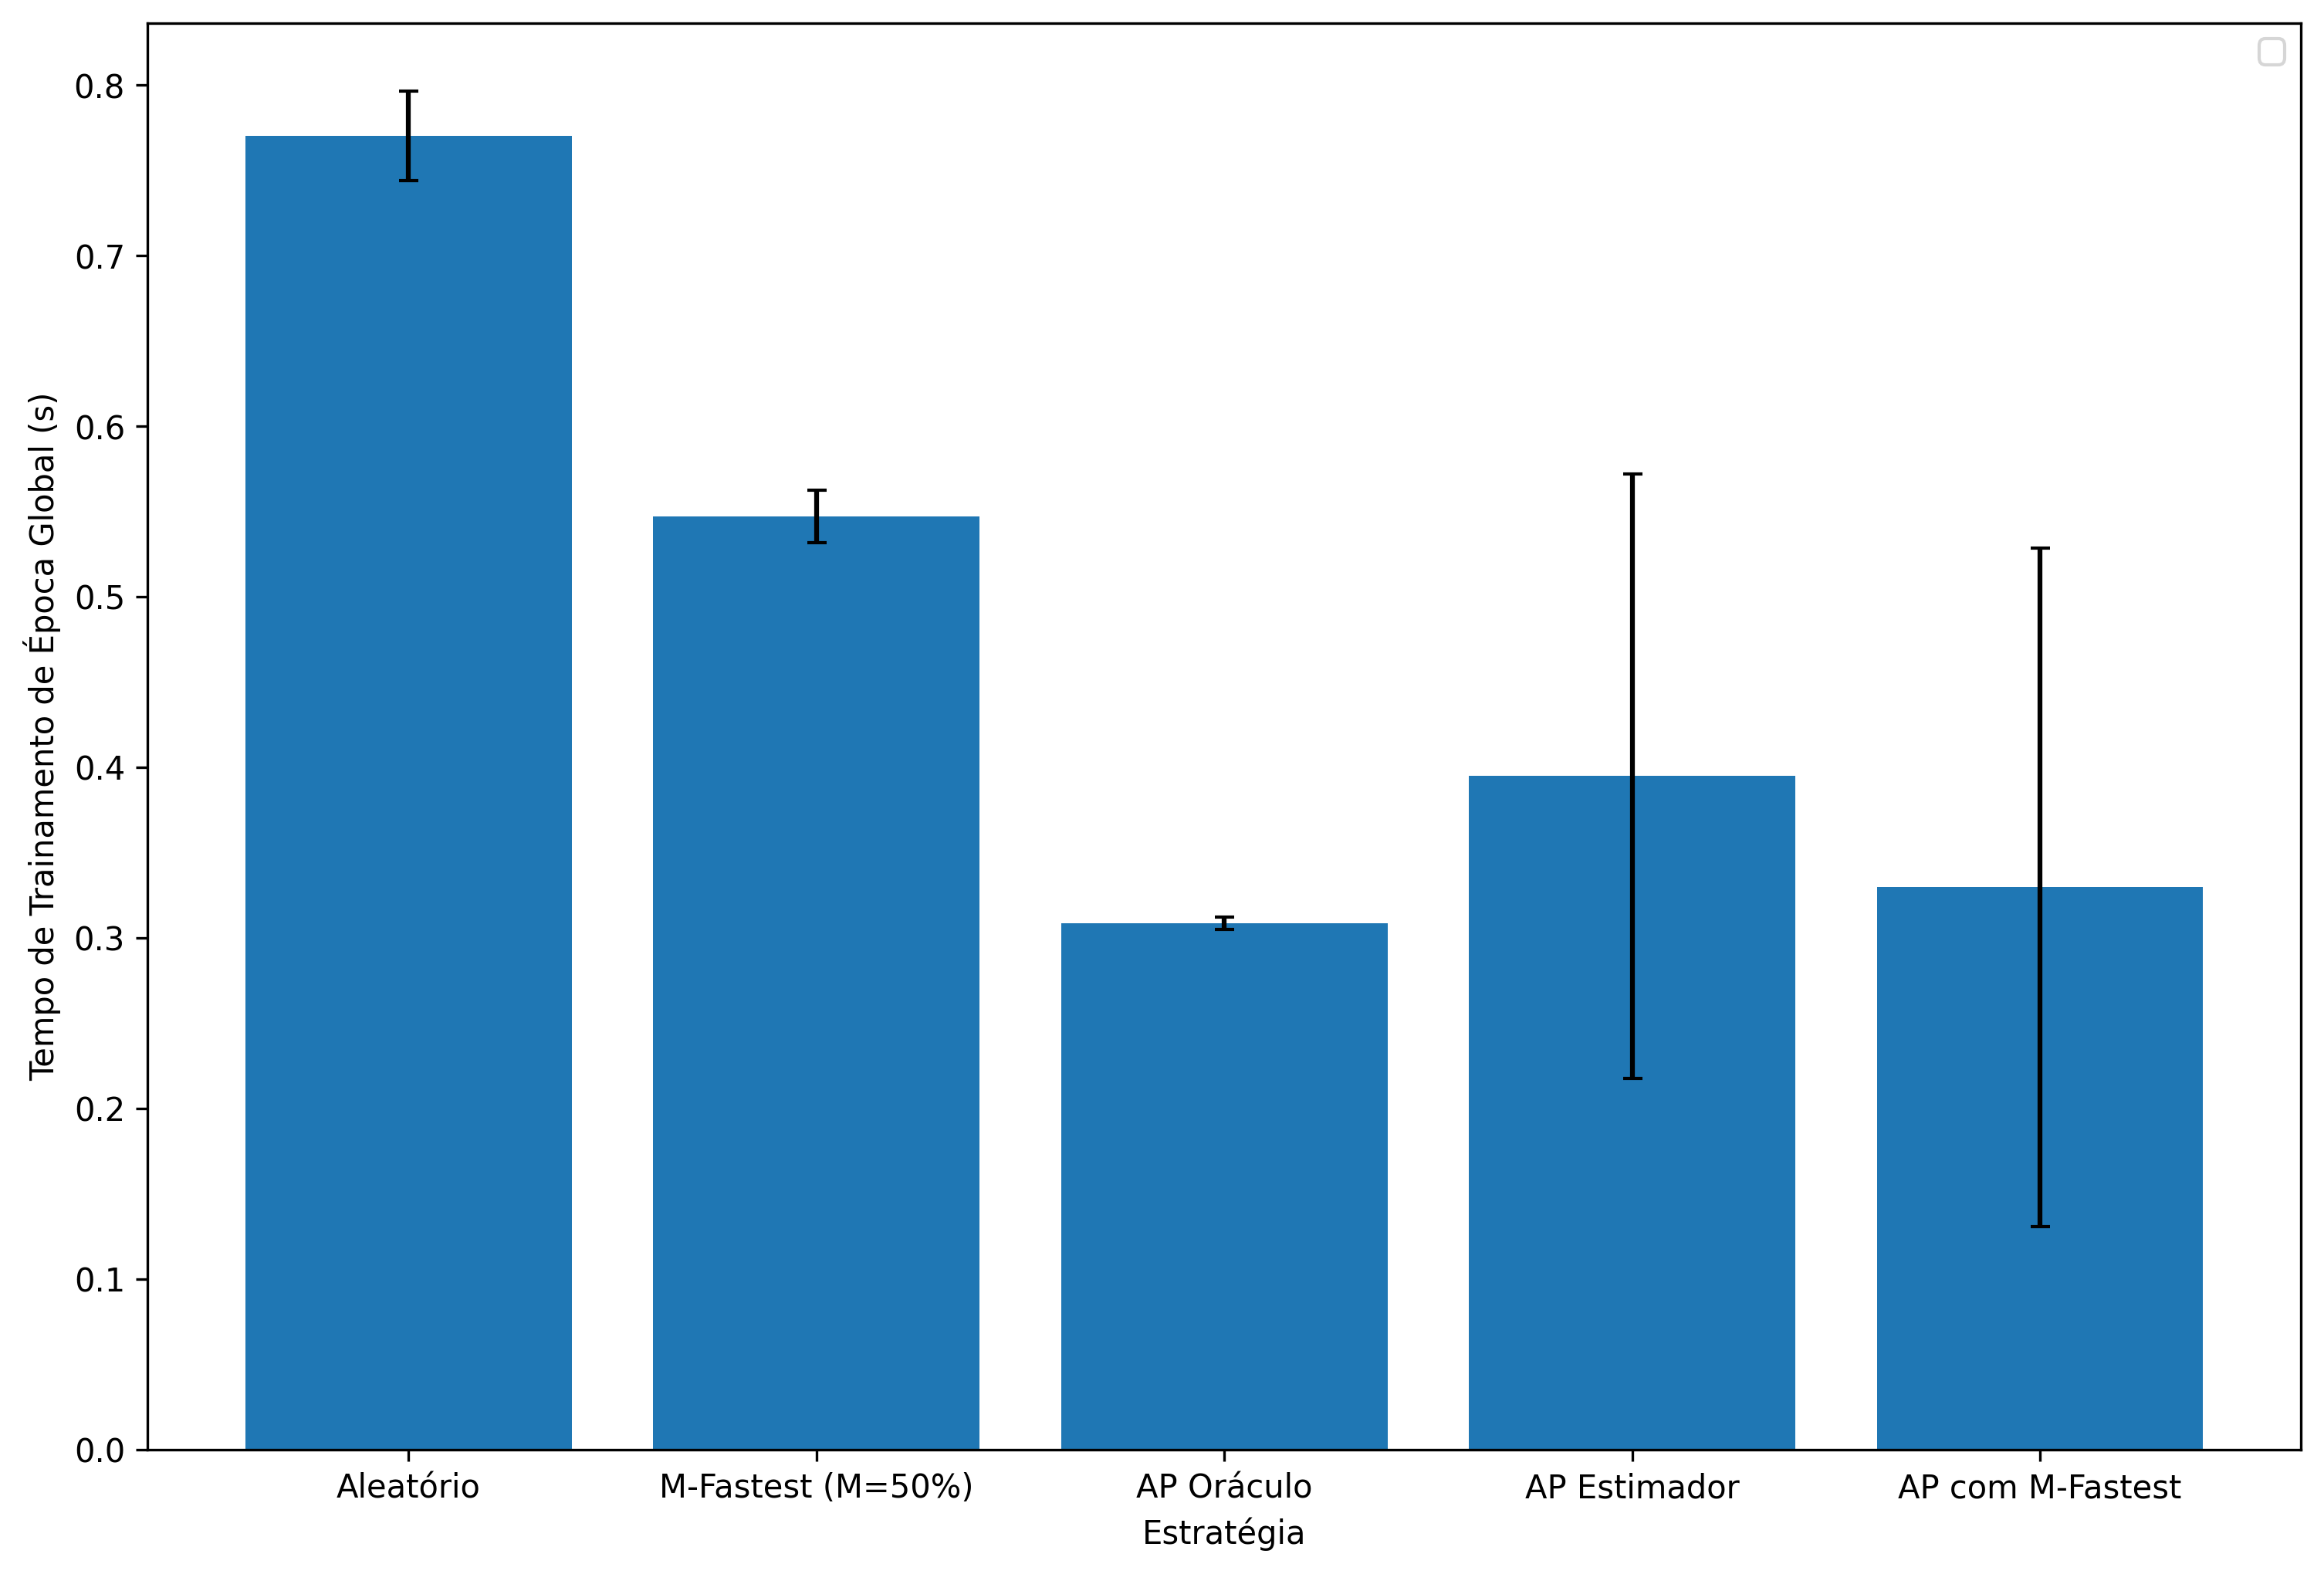 Tempo de Trainamento de Época Global (s)
0.8
0.7
0.6
0.5
0.4
0.3
0.2
0.1
0.0
Aleatório
M-Fastest (M=50%)
AP Oráculo
AP Estimador
AP com M-Fastest
Estratégia